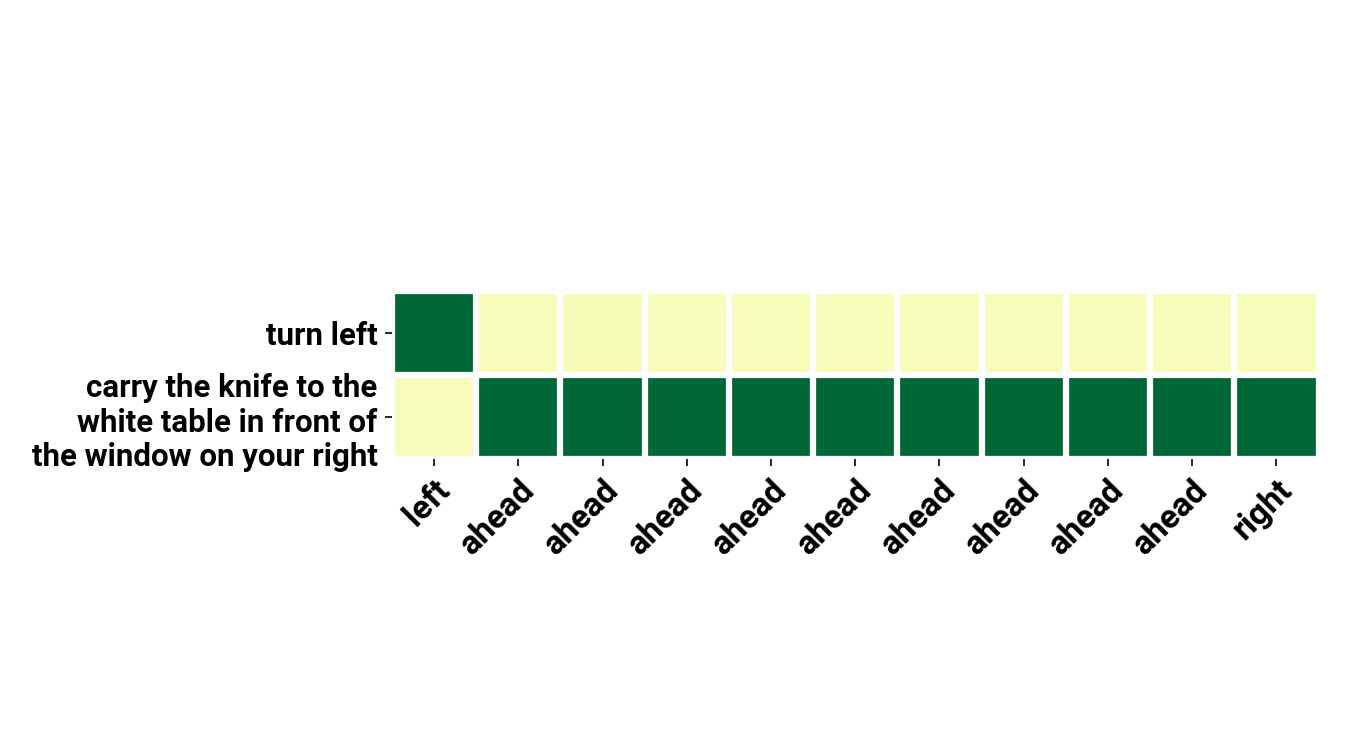 turn left
carry the knife to the
white table in front of
the window on your right
left
ahead
ahead
ahead
ahead
ahead
ahead
ahead
ahead
ahead
right